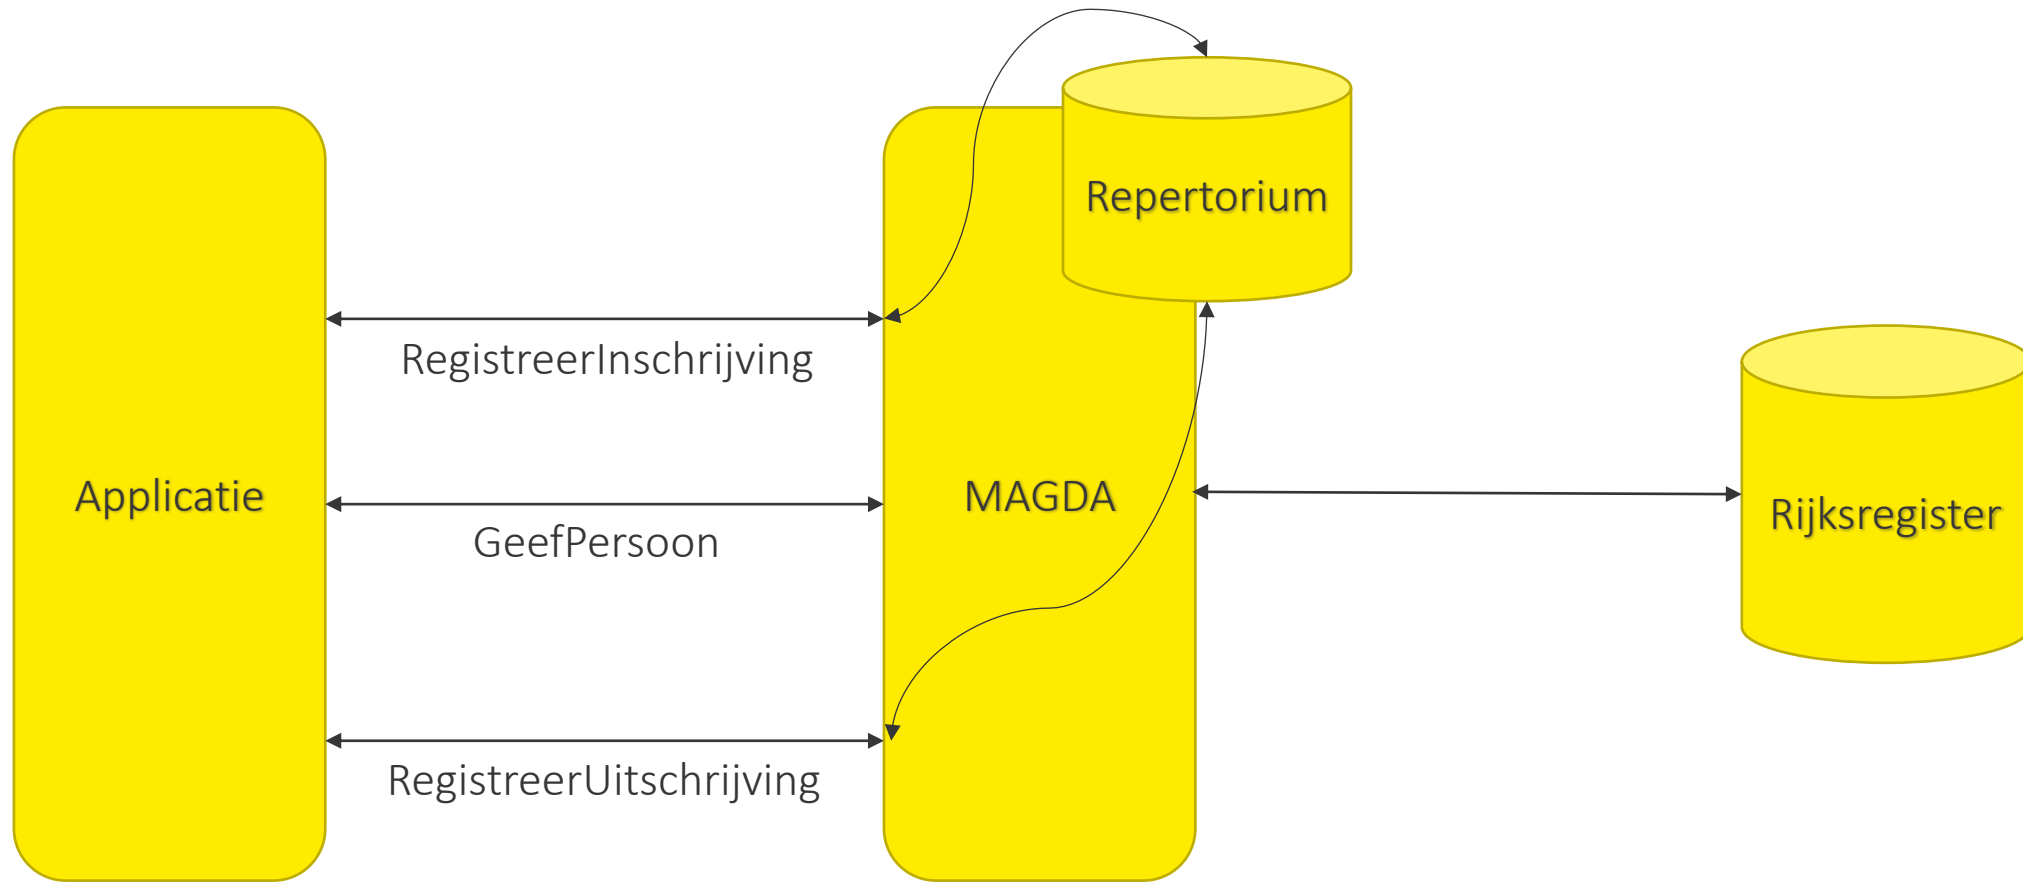 Repertorium
RegistreerInschrijving
Applicatie
MAGDA
Rijksregister
GeefPersoon
RegistreerUitschrijving